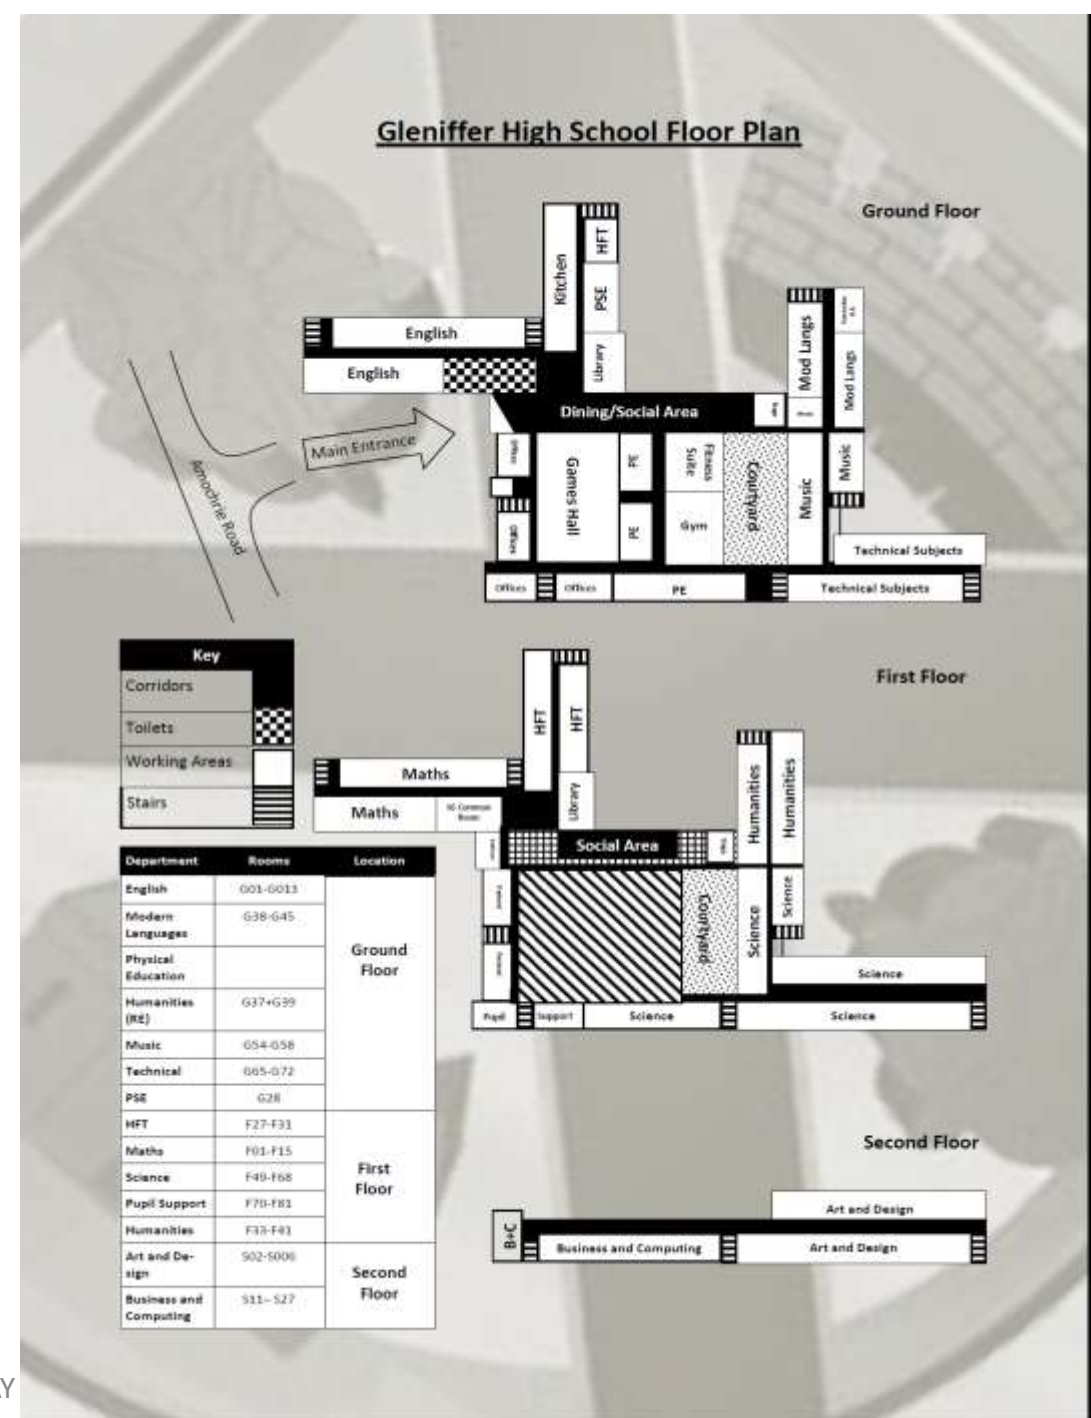 Gleniffer High School Floor Plan
Ground Floor
Kitchen
HFT
PSE
Library
English
English
Mod Langs
Mod Langs
Dining/Social Area
Main Entrance
Amochrie Road
Offices
Offices
Games Hall
PE
PE
Fitness
Suite
Gym
Courtyard
Music
Music
Technical Subjects
Offices
Offices
PE
Technical Subjects
Key
Corridors
Toilets
Working Areas
Stairs
First Floor
HFT
HFT
Library
Maths
Maths
S6 Common
Room
Social Area
Humanities
Humanities
Courtyard
Science
Science
Science
Pupil
Support
Science
Science
Department Rooms Location
English G01-G013
Modern
Languages
G38-G45
Physical
Education
Humanities
(RE)
G37+G39
Music G54-G58
Technical G65-G72
PSE G28
Ground
Floor
HFT F27-F31
Maths F01-F15
Science F49-F68
Pupil Support F70-F81
Humanities F33-F41
First
Floor
Art and De-
sign
S02-S006
Business and
Computing
S11– S27
Second
Floor
Second Floor
B+C
Business and Computing
Art and Design
Art and Design
AY